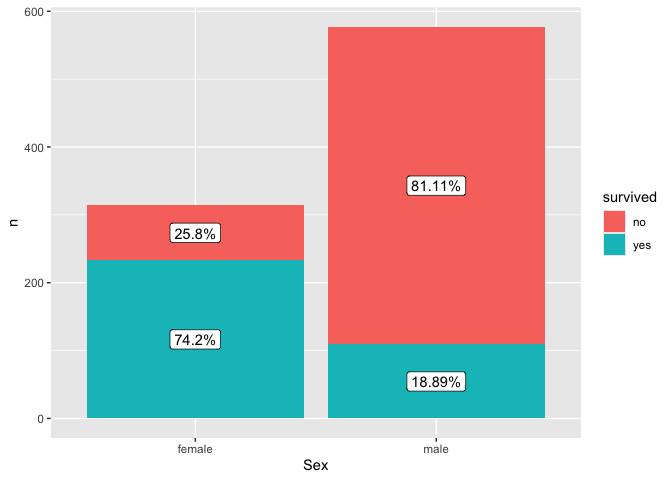 600
400
200
0
n
81.11%
25.8%
74.2%
18.89%
female
male
Sex
survived
no
yes